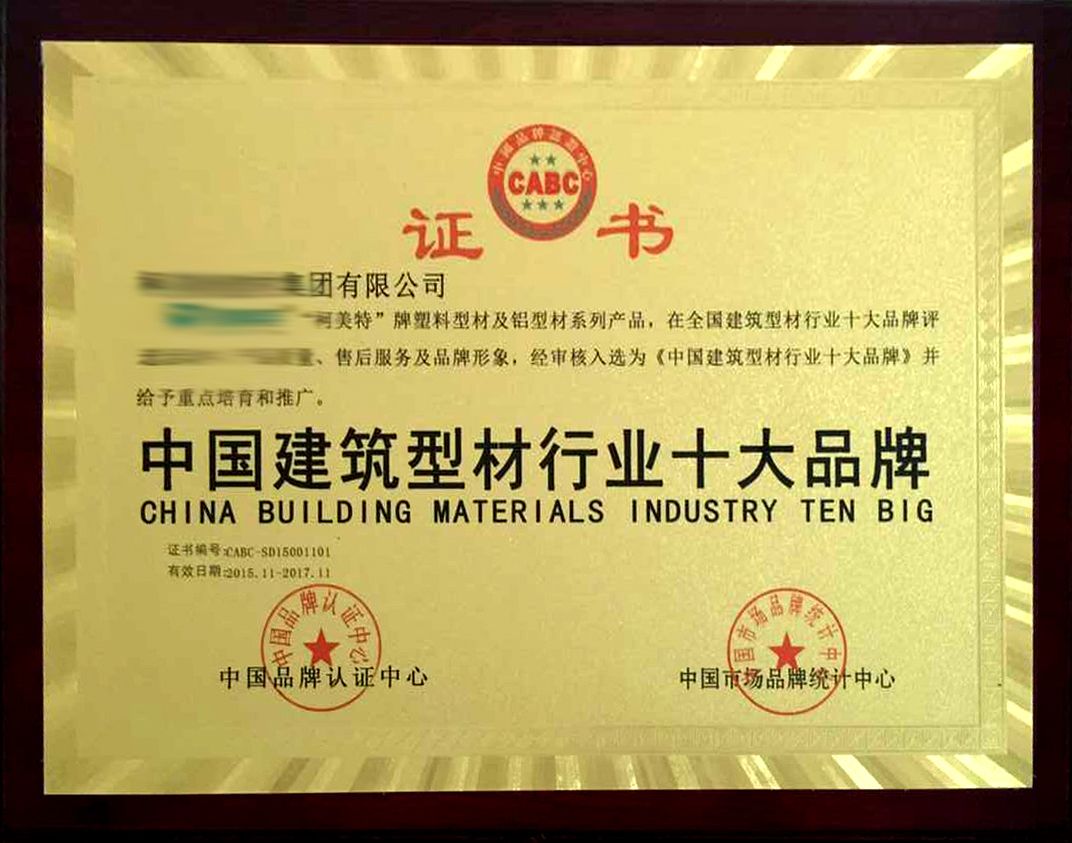 中国品牌认证中心
CABC
证书
集团有限公司
“柯美特”牌塑料型材及铝型材系列产品，在全国建筑型材行业十大品牌评
、售后服务及品牌形象，经审核入选为《中国建筑型材行业十大品牌》并
给予重点培育和推广。
中国建筑型材行业十大品牌
CHINA BUILDING MATERIALS INDUSTRY TEN BIG
证书编号:CABC-SD15001101
有效日期:2015.11-2017.11
中国品牌认证中心
中国市场品牌统计中心
中国品牌认证中心
中国市场品牌统计中心